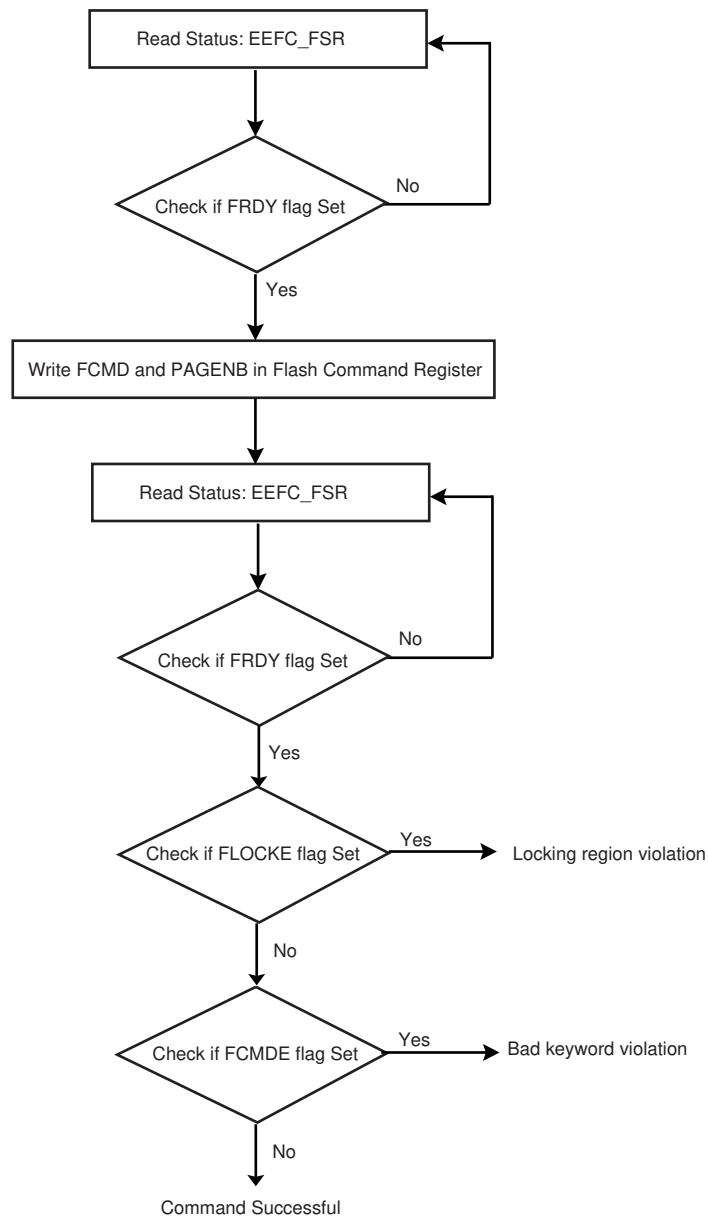 Read Status: EEFC_FSR
No
Check if FRDY flag Set
Yes
Write FCMD and PAGENB in Flash Command Register
Read Status: EEFC_FSR
No
Check if FRDY flag Set
Yes
Check if FLOCKE flag Set
Yes
Locking region violation
No
Check if FCMDE flag Set
Yes
Bad keyword violation
No
Command Successful